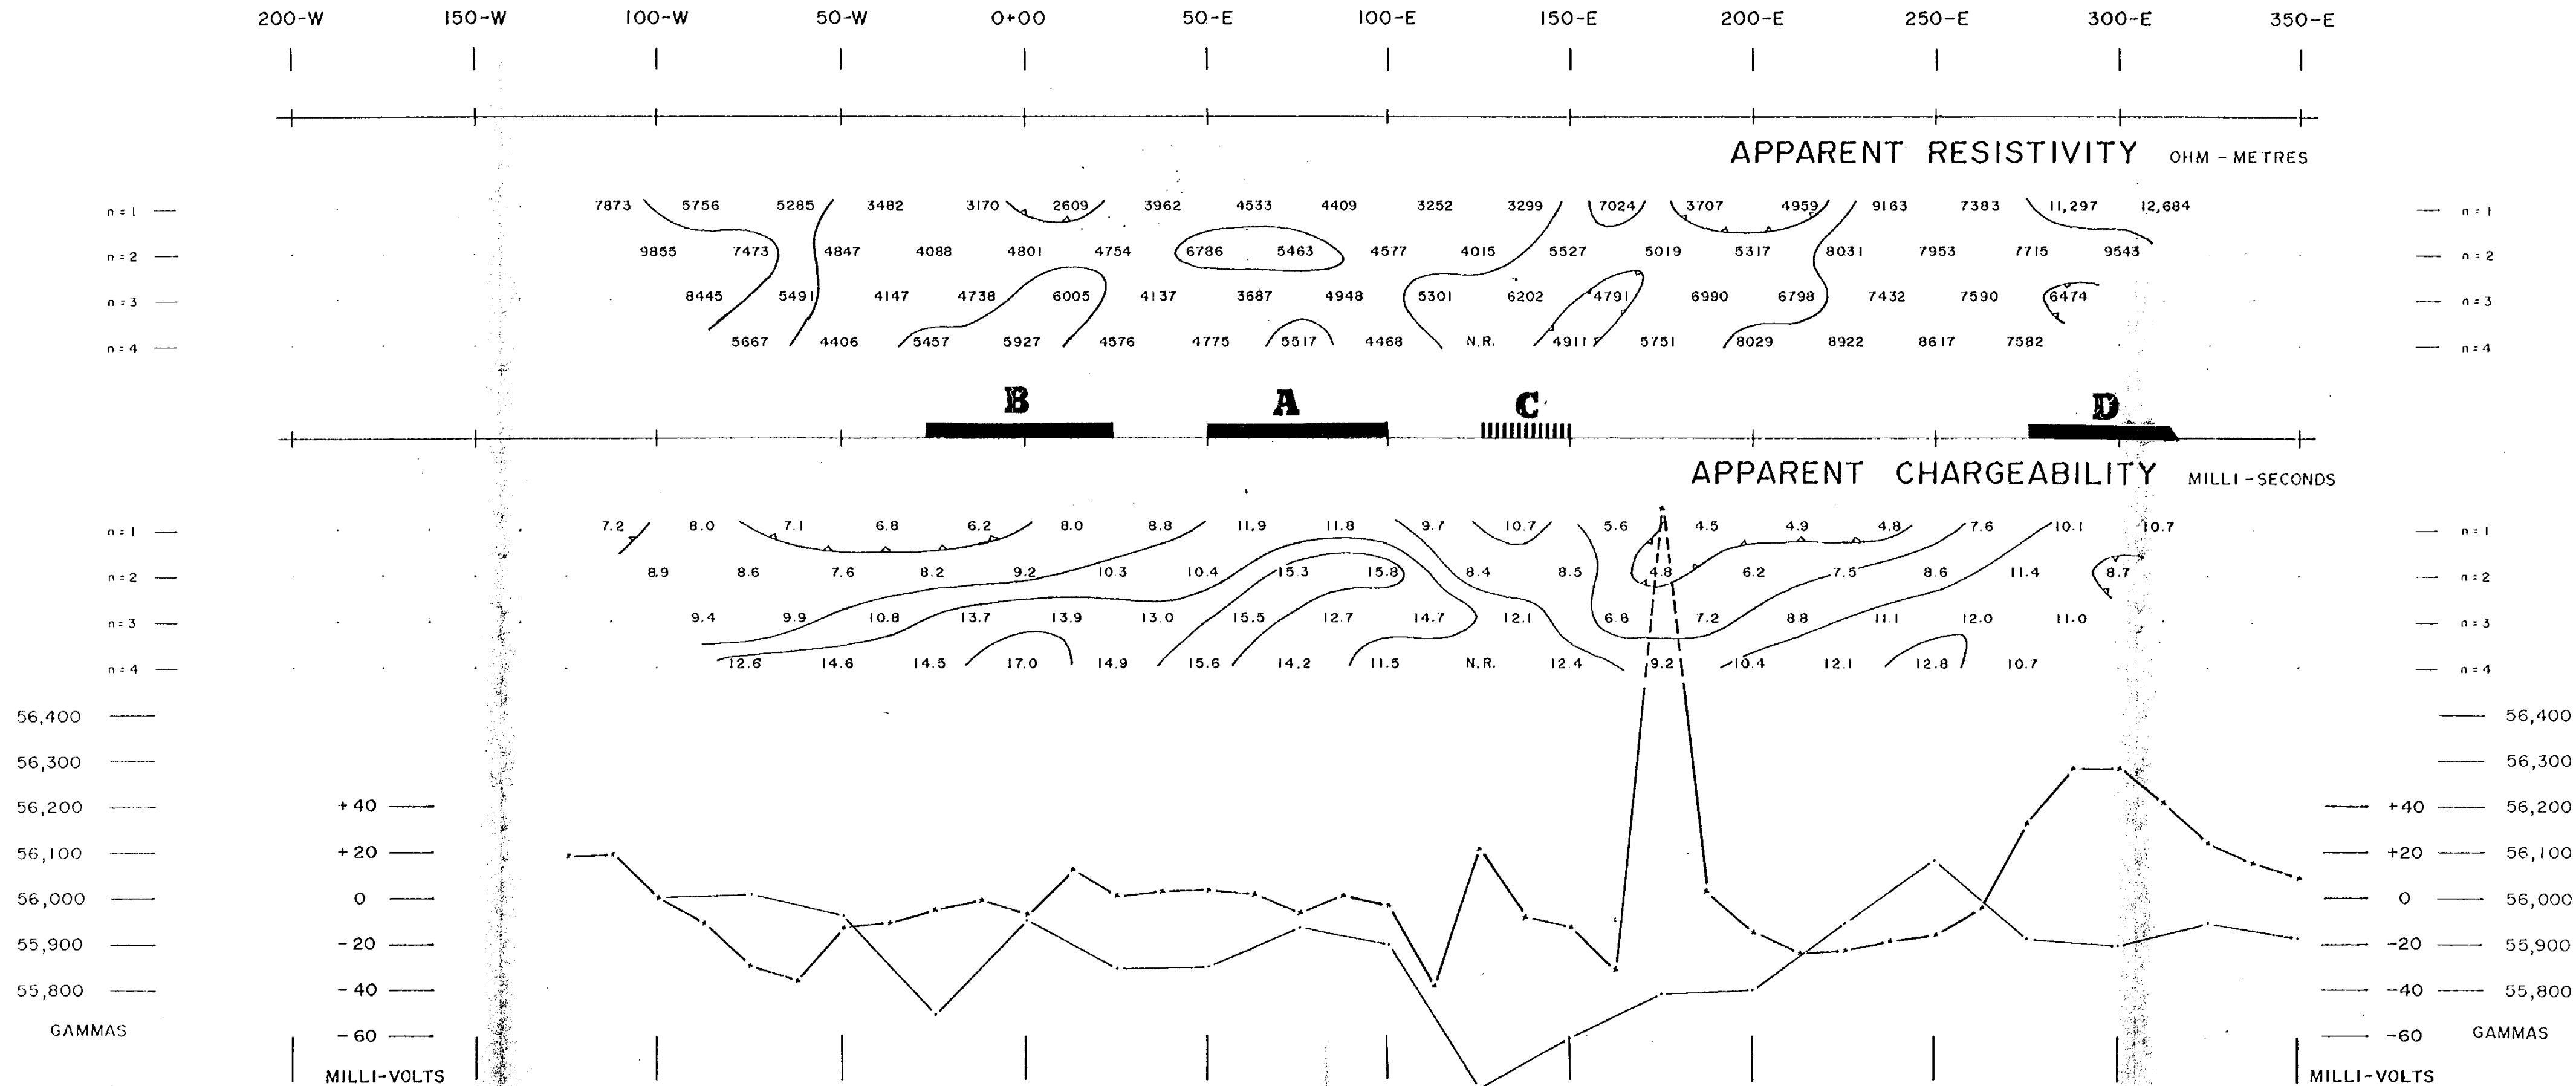 200-W 150-W 100-W 50-W 0+00 50-E 100-E 150-E 200-E 250-E 300-E 350-E
APPARENT RESISTIVITY OHM - METRES
n=1 7873 5756 5285 3482 3170 2609 3962 4533 4409 3252 3299 7024 3707 4959 9163 7383 11,297 12,684 n=1
n=2 9855 7473 4847 4088 4801 4754 6786 5463 4577 4015 5527 5019 5317 8031 7953 7715 9543 n=2
n=3 8445 5491 4147 4738 6005 4137 3687 4948 5301 6202 4791 6990 6798 7432 7590 6474 n=3
n=4 5667 4406 5457 5927 4576 4775 5517 4468 N.R. 4911 5751 8029 8922 8617 7582 n=4
B A C D
APPARENT CHARGEABILITY MILLI-SECONDS
n=1 7.2 8.0 7.1 6.8 6.2 8.0 8.8 11.9 11.8 9.7 10.7 5.6 4.5 4.9 4.8 7.6 10.1 10.7 n=1
n=2 8.9 8.6 7.6 8.2 9.2 10.3 10.4 15.3 15.8 8.4 8.5 4.8 6.2 7.5 8.6 11.4 8.7 n=2
n=3 9.4 9.9 10.8 13.7 13.9 13.0 15.5 12.7 14.7 12.1 6.8 7.2 8.8 11.1 12.0 11.0 n=3
n=4 12.6 14.6 14.5 17.0 14.9 15.6 14.2 11.5 N.R. 12.4 9.2 10.4 12.1 12.8 10.7 n=4
56,400 56,400
56,300 56,300
56,200 +40 +40 56,200
56,100 +20 +20 56,100
56,000 0 0 56,000
55,900 -20 -20 55,900
55,800 -40 -40 55,800
GAMMAS -60 -60 GAMMAS
MILLI-VOLTS MILLI-VOLTS